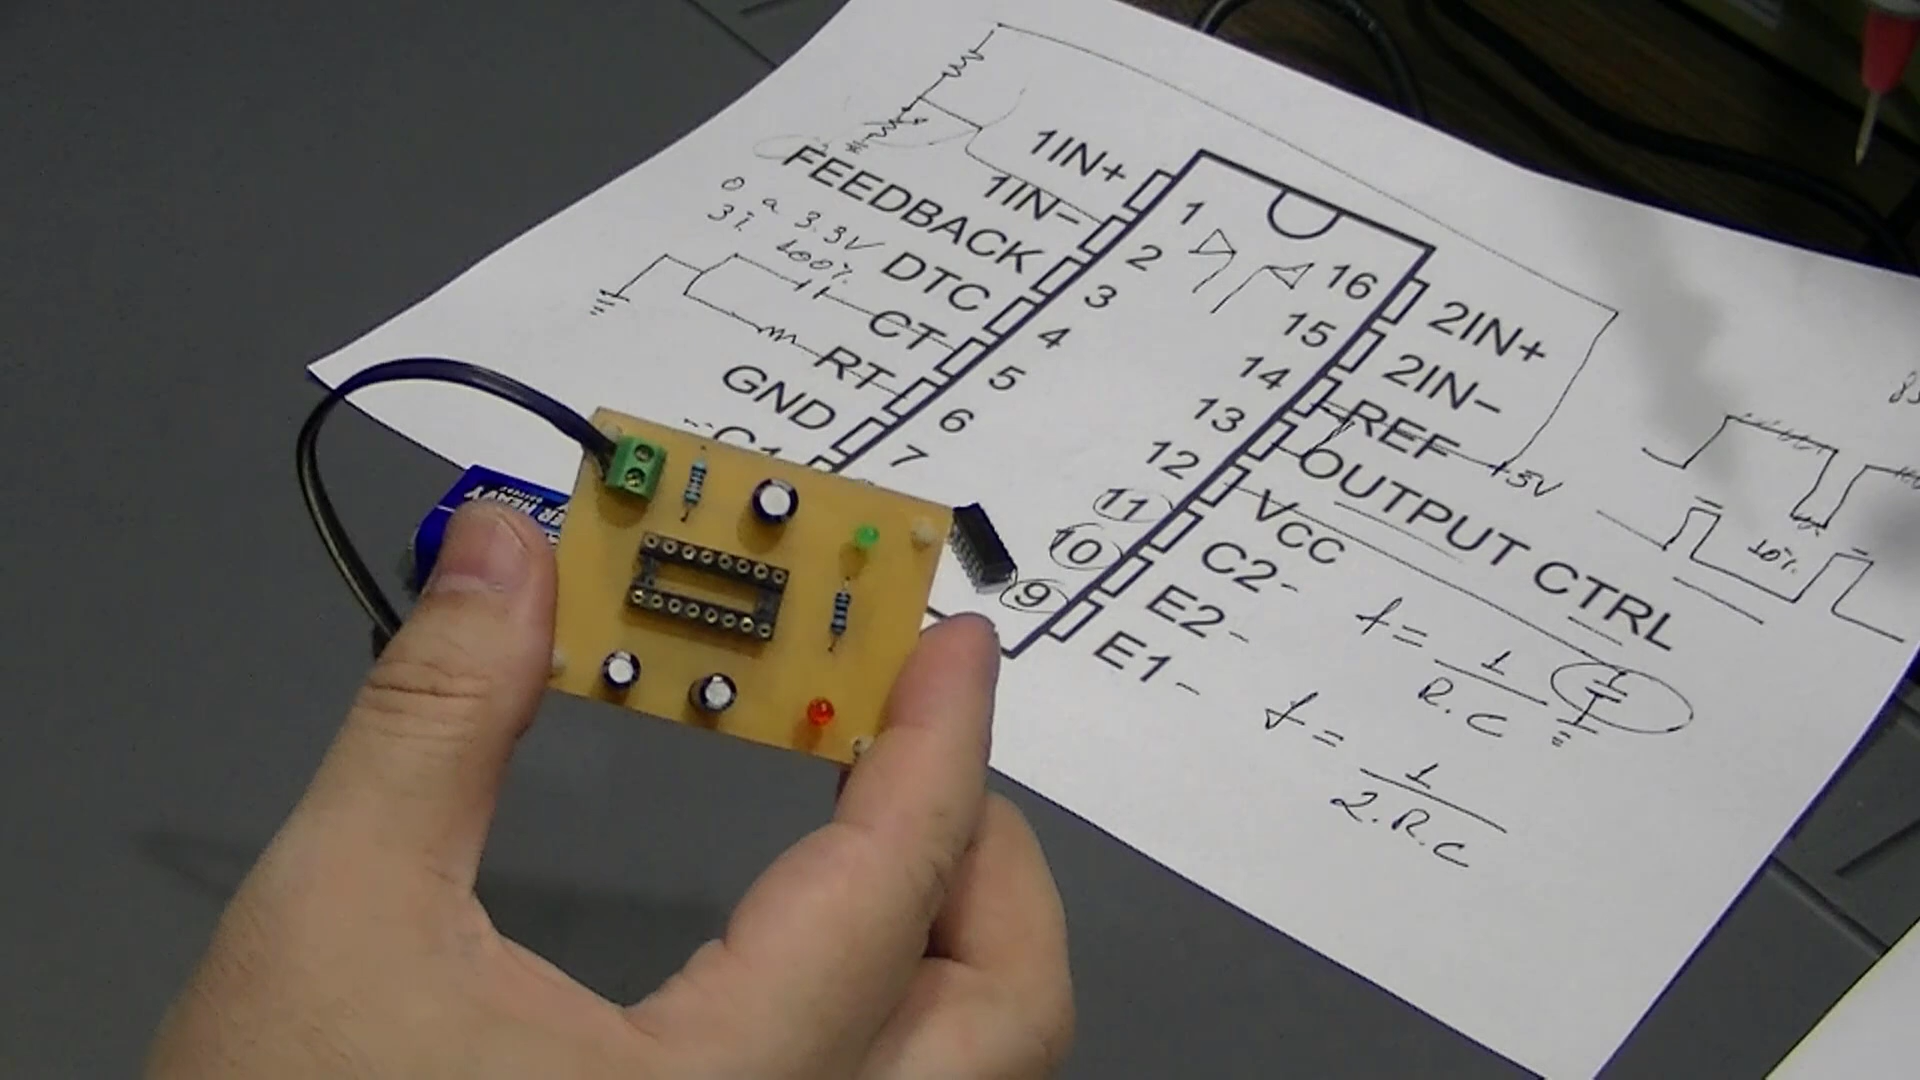 1IN+
1IN−
FEEDBACK
DTC
CT
RT
GND
C1
1
2
3
4
5
6
7
16
15
14
13
12
11
10
9
2IN+
2IN−
REF
OUTPUT CTRL
VCC
C2
E2
E1
0 a 3.3V
3% 100%
+5V
10%
f = 1
R.C
f = 1
2.R.C
HEAVY